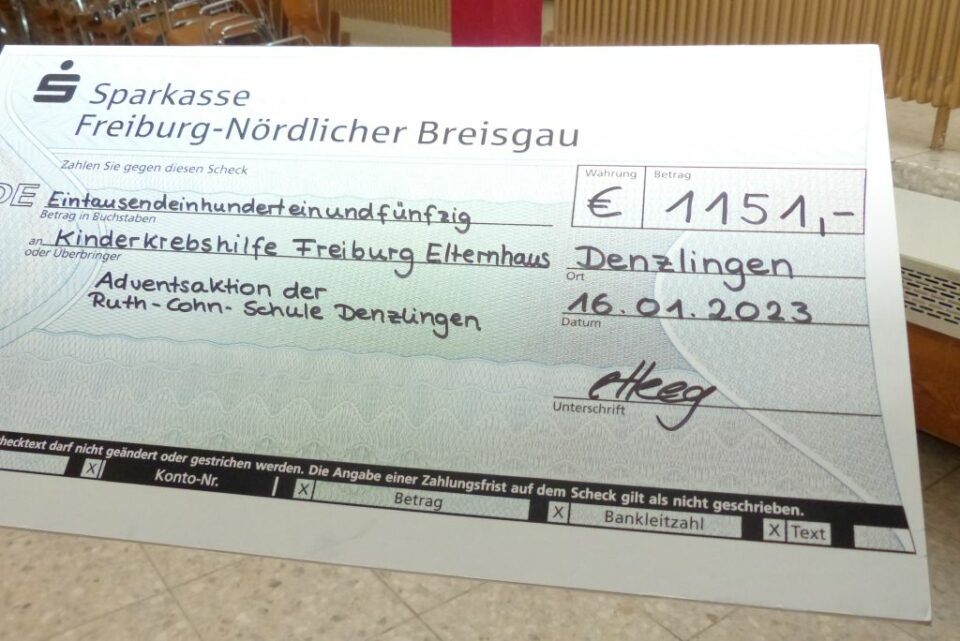 Sparkasse
Freiburg-Nördlicher Breisgau
Zahlen Sie gegen diesen Scheck
Währung Betrag
DE Eintausendeinhunderteinundfünfzig € 1151,-
Betrag in Buchstaben
an Kinderkrebshilfe Freiburg Elternhaus Denzlingen
oder Überbringer Ort
Adventsaktion der 16.01.2023
Ruth-Cohn-Schule Denzlingen Datum
Unterschrift
hecktext darf nicht geändert oder gestrichen werden. Die Angabe einer Zahlungsfrist auf dem Scheck gilt als nicht geschrieben.
X Konto-Nr. X Betrag X Bankleitzahl X Text